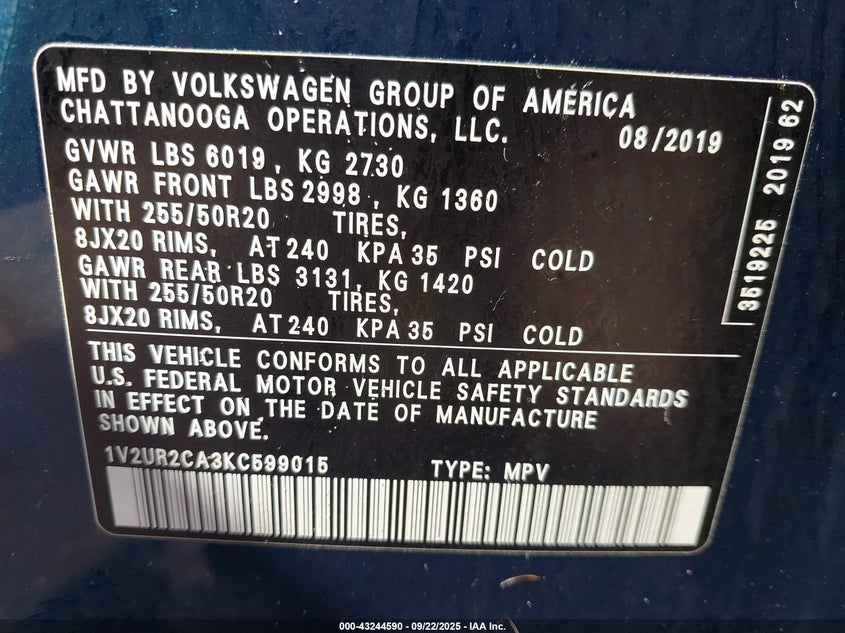 MFD BY VOLKSWAGEN GROUP OF AMERICA
CHATTANOOGA OPERATIONS, LLC. 08/2019
GVWR LBS 6019, KG 2730
GAWR FRONT LBS 2998, KG 1360
WITH 255/50R20 TIRES,
8JX20 RIMS, AT 240 KPA 35 PSI COLD
GAWR REAR LBS 3131, KG 1420
WITH 255/50R20 TIRES,
8JX20 RIMS, AT 240 KPA 35 PSI COLD
THIS VEHICLE CONFORMS TO ALL APPLICABLE
U.S. FEDERAL MOTOR VEHICLE SAFETY STANDARDS
IN EFFECT ON THE DATE OF MANUFACTURE
SHOWN ABOVE.
1V2UR2CA3KC599015 TYPE: MPV
3519225 2019 62
000-43244590 - 09/22/2025 - IAA Inc.